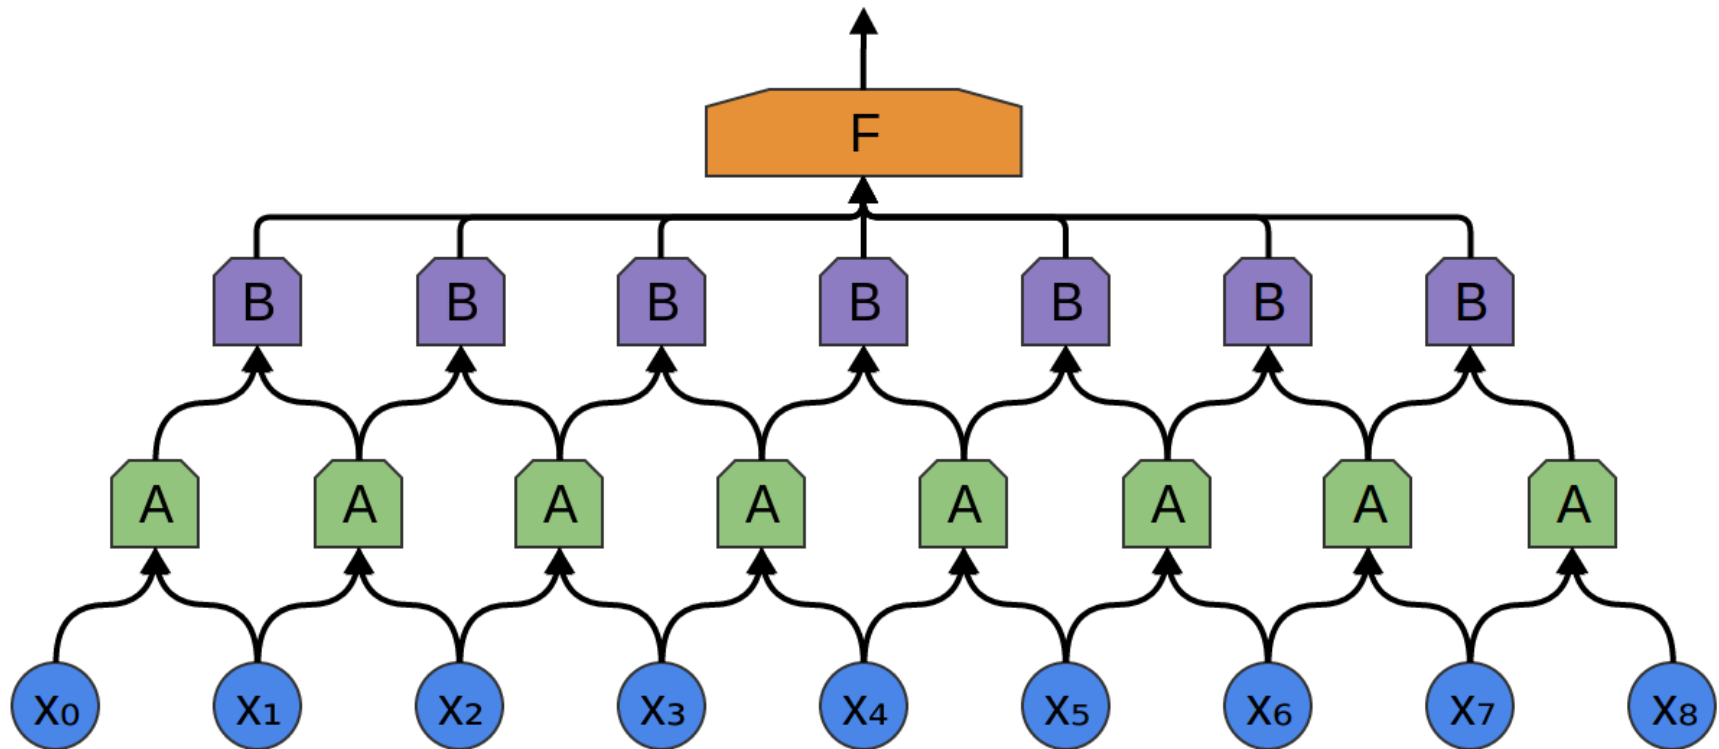 F
B B B B B B B
A A A A A A A A
x₀ x₁ x₂ x₃ x₄ x₅ x₆ x₇ x₈